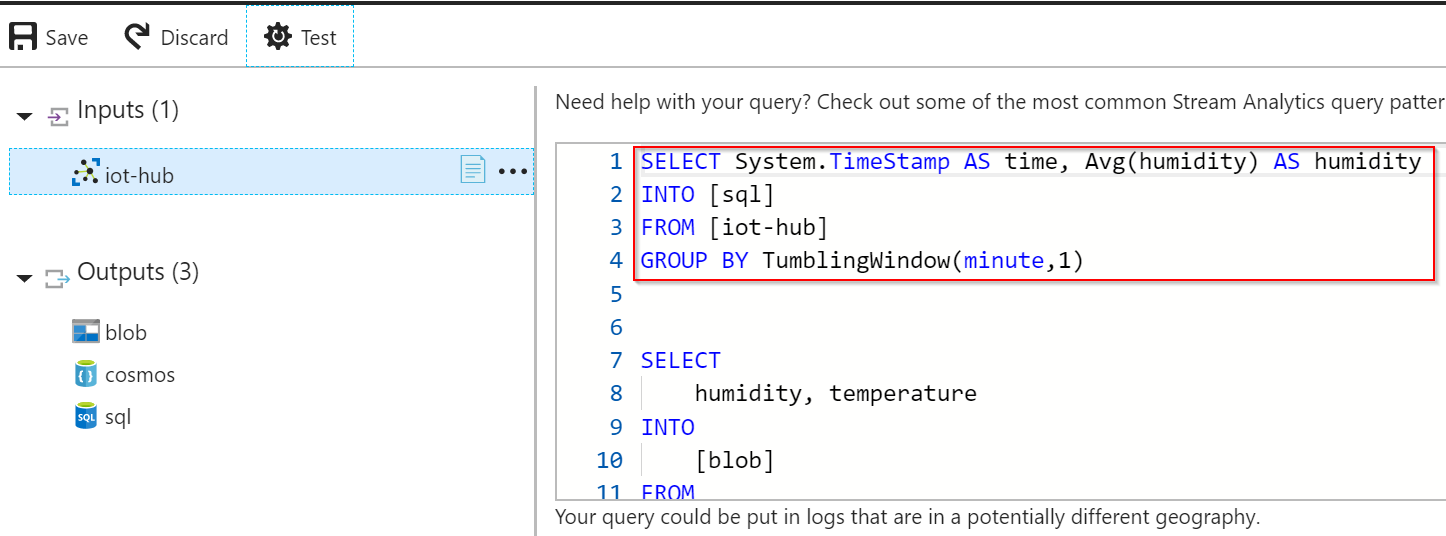 Save Discard Test
Inputs (1)
iot-hub
Outputs (3)
blob
cosmos
SQL sql
Need help with your query? Check out some of the most common Stream Analytics query patter
1 SELECT System.TimeStamp AS time, Avg(humidity) AS humidity
2 INTO [sql]
3 FROM [iot-hub]
4 GROUP BY TumblingWindow(minute,1)
5
6
7 SELECT
8 humidity, temperature
9 INTO
10 [blob]
11 FROM
Your query could be put in logs that are in a potentially different geography.